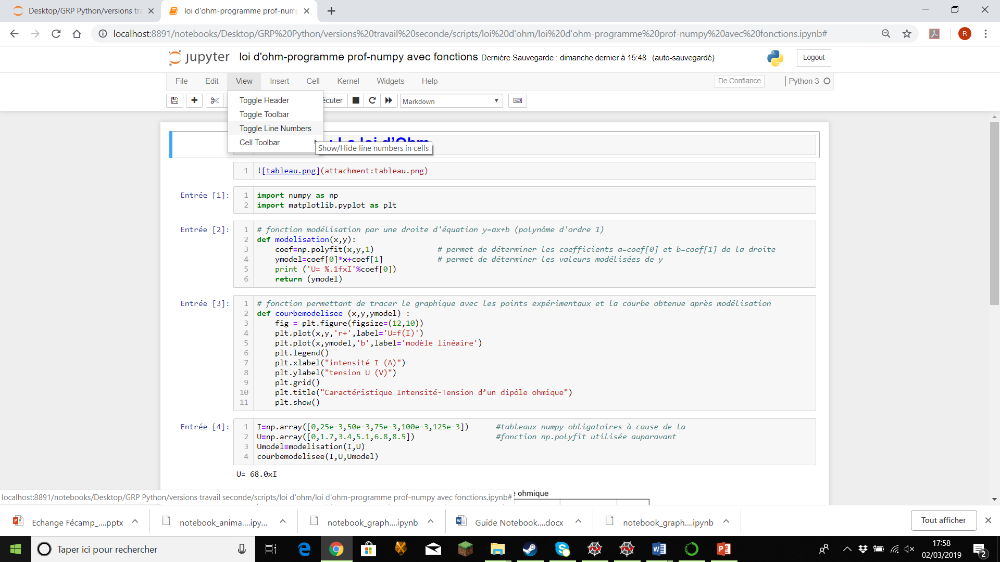 Desktop/GRP Python/versions tra
loi d'ohm-programme prof-num
localhost:8891/notebooks/Desktop/GRP%20Python/versions%20travail%20seconde/scripts/loi%20d'ohm/loi%20d'ohm-programme%20prof-numpy%20avec%20fonctions.ipynb#
R
jupyter loi d'ohm-programme prof-numpy avec fonctions Dernière Sauvegarde : dimanche dernier à 15:48 (auto-sauvegardé)
Logout
File Edit View Insert Cell Kernel Widgets Help
De Confiance
Python 3
écuter
Markdown
Toggle Header
Toggle Toolbar
Toggle Line Numbers
Cell Toolbar
: La loi d’Ohm
Show/Hide line numbers in cells
1 ![tableau.png](attachment:tableau.png)
Entrée [1]:
1 import numpy as np
2 import matplotlib.pyplot as plt
Entrée [2]:
1 # fonction modélisation par une droite d'équation y=ax+b (polynôme d'ordre 1)
2 def modelisation(x,y):
3 coef=np.polyfit(x,y,1) # permet de déterminer les coefficients a=coef[0] et b=coef[1] de la droite
4 ymodel=coef[0]*x+coef[1] # permet de déterminer les valeurs modélisées de y
5 print ('U= %.1fxI'%coef[0])
6 return (ymodel)
Entrée [3]:
1 # fonction permettant de tracer le graphique avec les points expérimentaux et la courbe obtenue après modélisation
2 def courbemodelisee (x,y,ymodel) :
3 fig = plt.figure(figsize=(12,10))
4 plt.plot(x,y,'r+',label='U=f(I)')
5 plt.plot(x,ymodel,'b',label='modèle linéaire')
6 plt.legend()
7 plt.xlabel("intensité I (A)")
8 plt.ylabel("tension U (V)")
9 plt.grid()
10 plt.title("Caractéristique Intensité-Tension d’un dipôle ohmique")
11 plt.show()
Entrée [4]:
1 I=np.array([0,25e-3,50e-3,75e-3,100e-3,125e-3]) #tableaux numpy obligatoires à cause de la
2 U=np.array([0,1.7,3.4,5.1,6.8,8.5]) #fonction np.polyfit utilisée auparavant
3 Umodel=modelisation(I,U)
4 courbemodelisee(I,U,Umodel)
U= 68.0xI
ohmique
localhost:8891/notebooks/Desktop/GRP Python/versions travail seconde/scripts/loi d'ohm/loi d'ohm-programme prof-numpy avec fonctions.ipynb#
Echange Fécamp_....pptx
notebook_anima....ipy...
notebook_graph....ipynb
Guide Notebook....docx
notebook_graph....ipynb
Tout afficher
Taper ici pour rechercher
17:58
02/03/2019
2